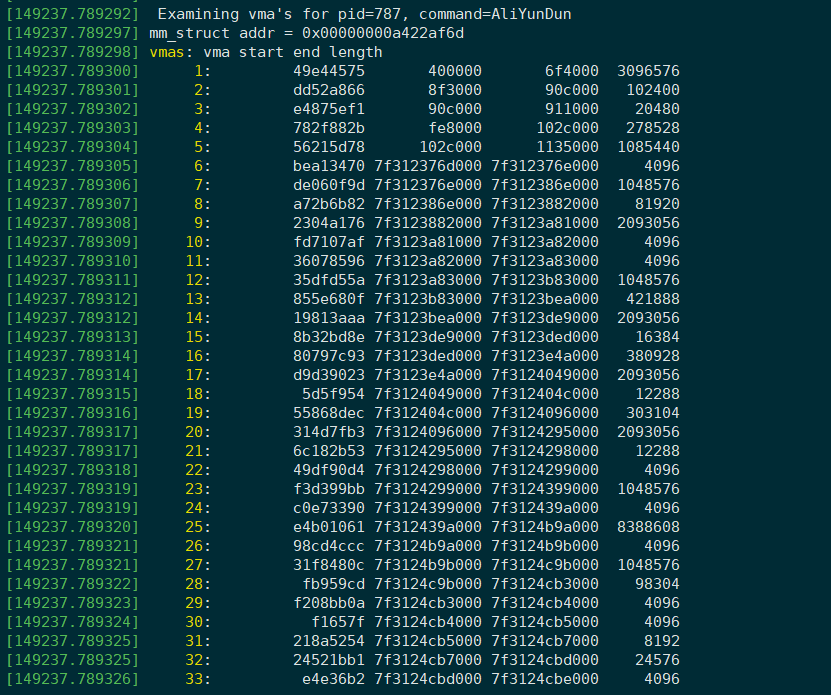 [149237.789292]  Examining vma's for pid=787, command=AliYunDun
[149237.789297] mm_struct addr = 0x00000000a422af6d
[149237.789298] vmas: vma start end length
[149237.789300]     1:         49e44575       400000       6f4000  3096576
[149237.789301]     2:         dd52a866       8f3000       90c000   102400
[149237.789302]     3:         e4875ef1       90c000       911000    20480
[149237.789303]     4:         782f882b       fe8000      102c000   278528
[149237.789304]     5:         56215d78      102c000      1135000  1085440
[149237.789305]     6:         bea13470 7f312376d000 7f312376e000     4096
[149237.789306]     7:         de060f9d 7f312376e000 7f312386e000  1048576
[149237.789307]     8:         a72b6b82 7f312386e000 7f3123882000    81920
[149237.789308]     9:         2304a176 7f3123882000 7f3123a81000  2093056
[149237.789309]    10:         fd7107af 7f3123a81000 7f3123a82000     4096
[149237.789310]    11:         36078596 7f3123a82000 7f3123a83000     4096
[149237.789311]    12:         35dfd55a 7f3123a83000 7f3123b83000  1048576
[149237.789312]    13:         855e680f 7f3123b83000 7f3123bea000   421888
[149237.789312]    14:         19813aaa 7f3123bea000 7f3123de9000  2093056
[149237.789313]    15:         8b32bd8e 7f3123de9000 7f3123ded000    16384
[149237.789314]    16:         80797c93 7f3123ded000 7f3123e4a000   380928
[149237.789314]    17:         d9d39023 7f3123e4a000 7f3124049000  2093056
[149237.789315]    18:          5d5f954 7f3124049000 7f312404c000    12288
[149237.789316]    19:         55868dec 7f312404c000 7f3124096000   303104
[149237.789317]    20:         314d7fb3 7f3124096000 7f3124295000  2093056
[149237.789317]    21:         6c182b53 7f3124295000 7f3124298000    12288
[149237.789318]    22:         49df90d4 7f3124298000 7f3124299000     4096
[149237.789319]    23:         f3d399bb 7f3124299000 7f3124399000  1048576
[149237.789319]    24:         c0e73390 7f3124399000 7f312439a000     4096
[149237.789320]    25:         e4b01061 7f312439a000 7f3124b9a000  8388608
[149237.789321]    26:         98cd4ccc 7f3124b9a000 7f3124b9b000     4096
[149237.789321]    27:         31f8480c 7f3124b9b000 7f3124c9b000  1048576
[149237.789322]    28:          fb959cd 7f3124c9b000 7f3124cb3000    98304
[149237.789323]    29:         f208bb0a 7f3124cb3000 7f3124cb4000     4096
[149237.789324]    30:           f1657f 7f3124cb4000 7f3124cb5000     4096
[149237.789325]    31:         218a5254 7f3124cb5000 7f3124cb7000     8192
[149237.789325]    32:         24521bb1 7f3124cb7000 7f3124cbd000    24576
[149237.789326]    33:          e4e36b2 7f3124cbd000 7f3124cbe000     4096